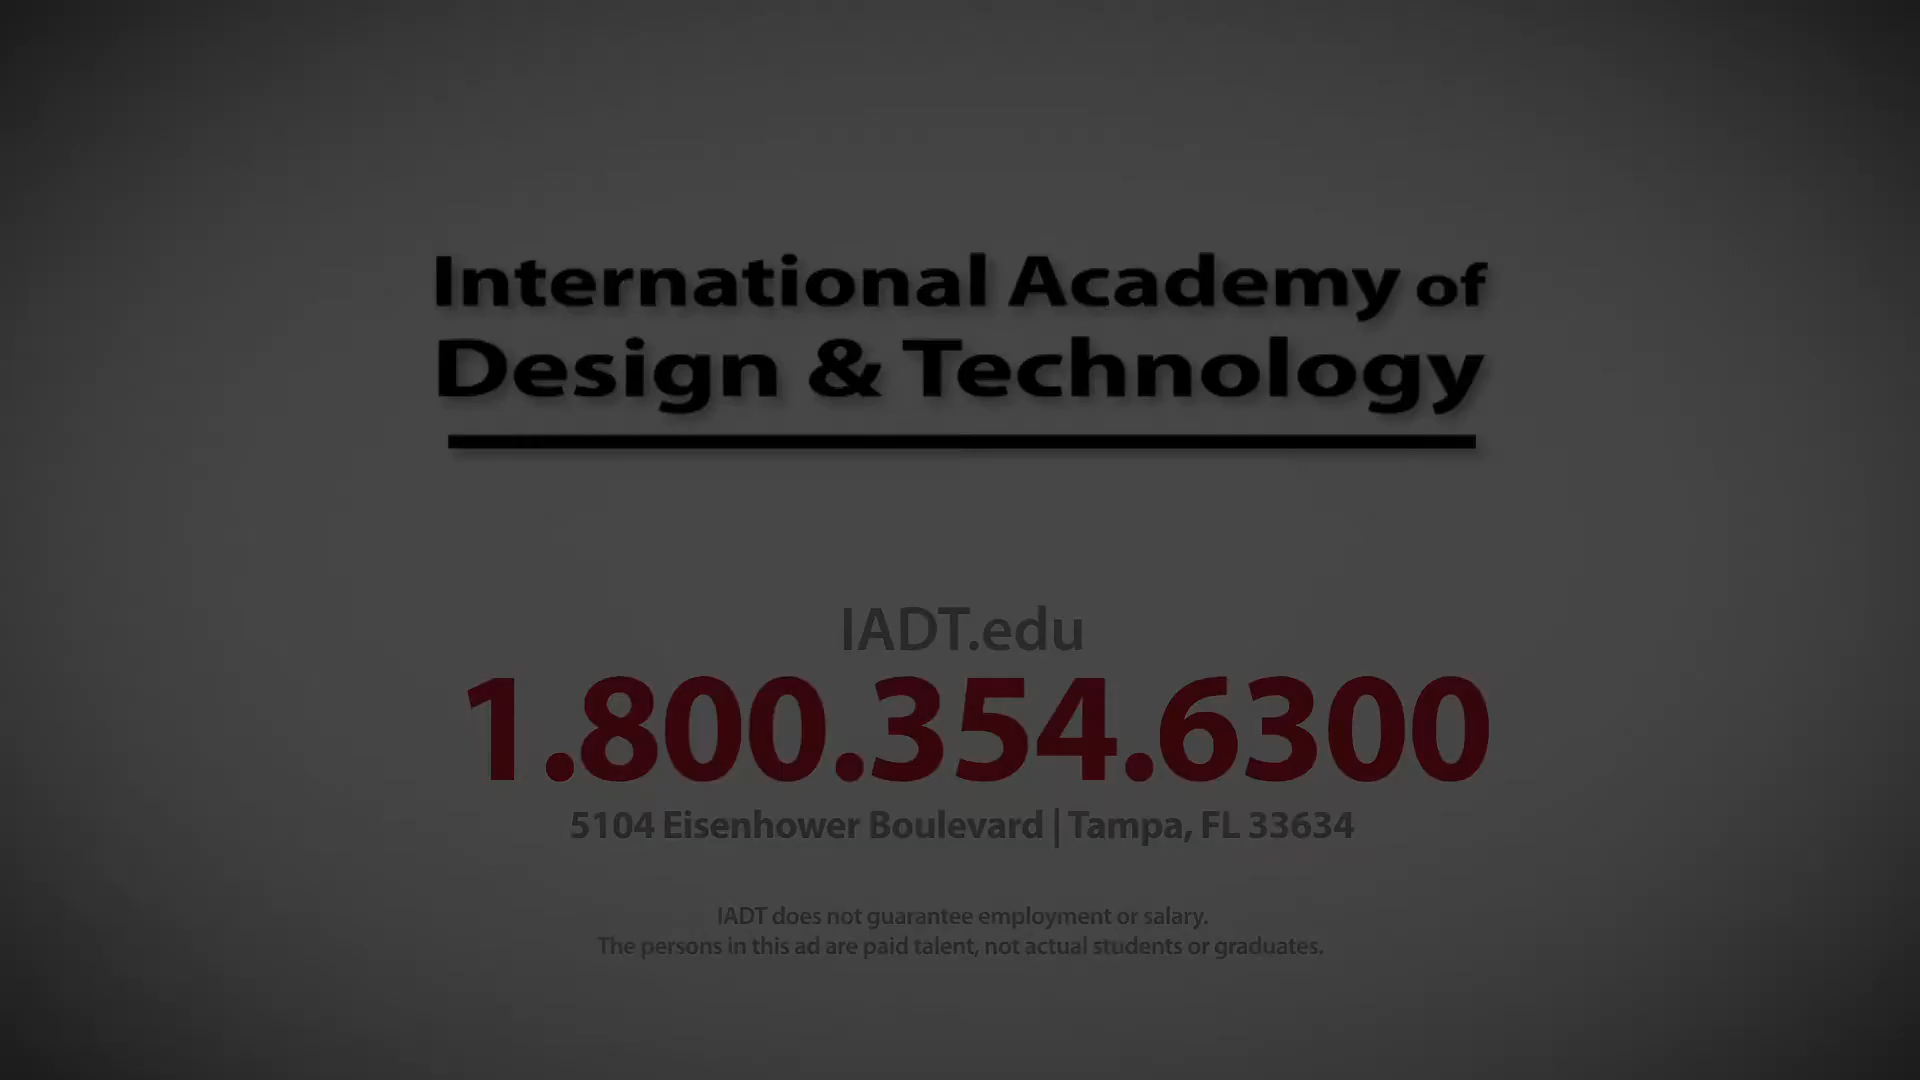 International Academy of
Design & Technology
IADT.edu
1.800.354.6300
5104 Eisenhower Boulevard | Tampa, FL 33634
IADT does not guarantee employment or salary.
The persons in this ad are paid talent, not actual students or graduates.